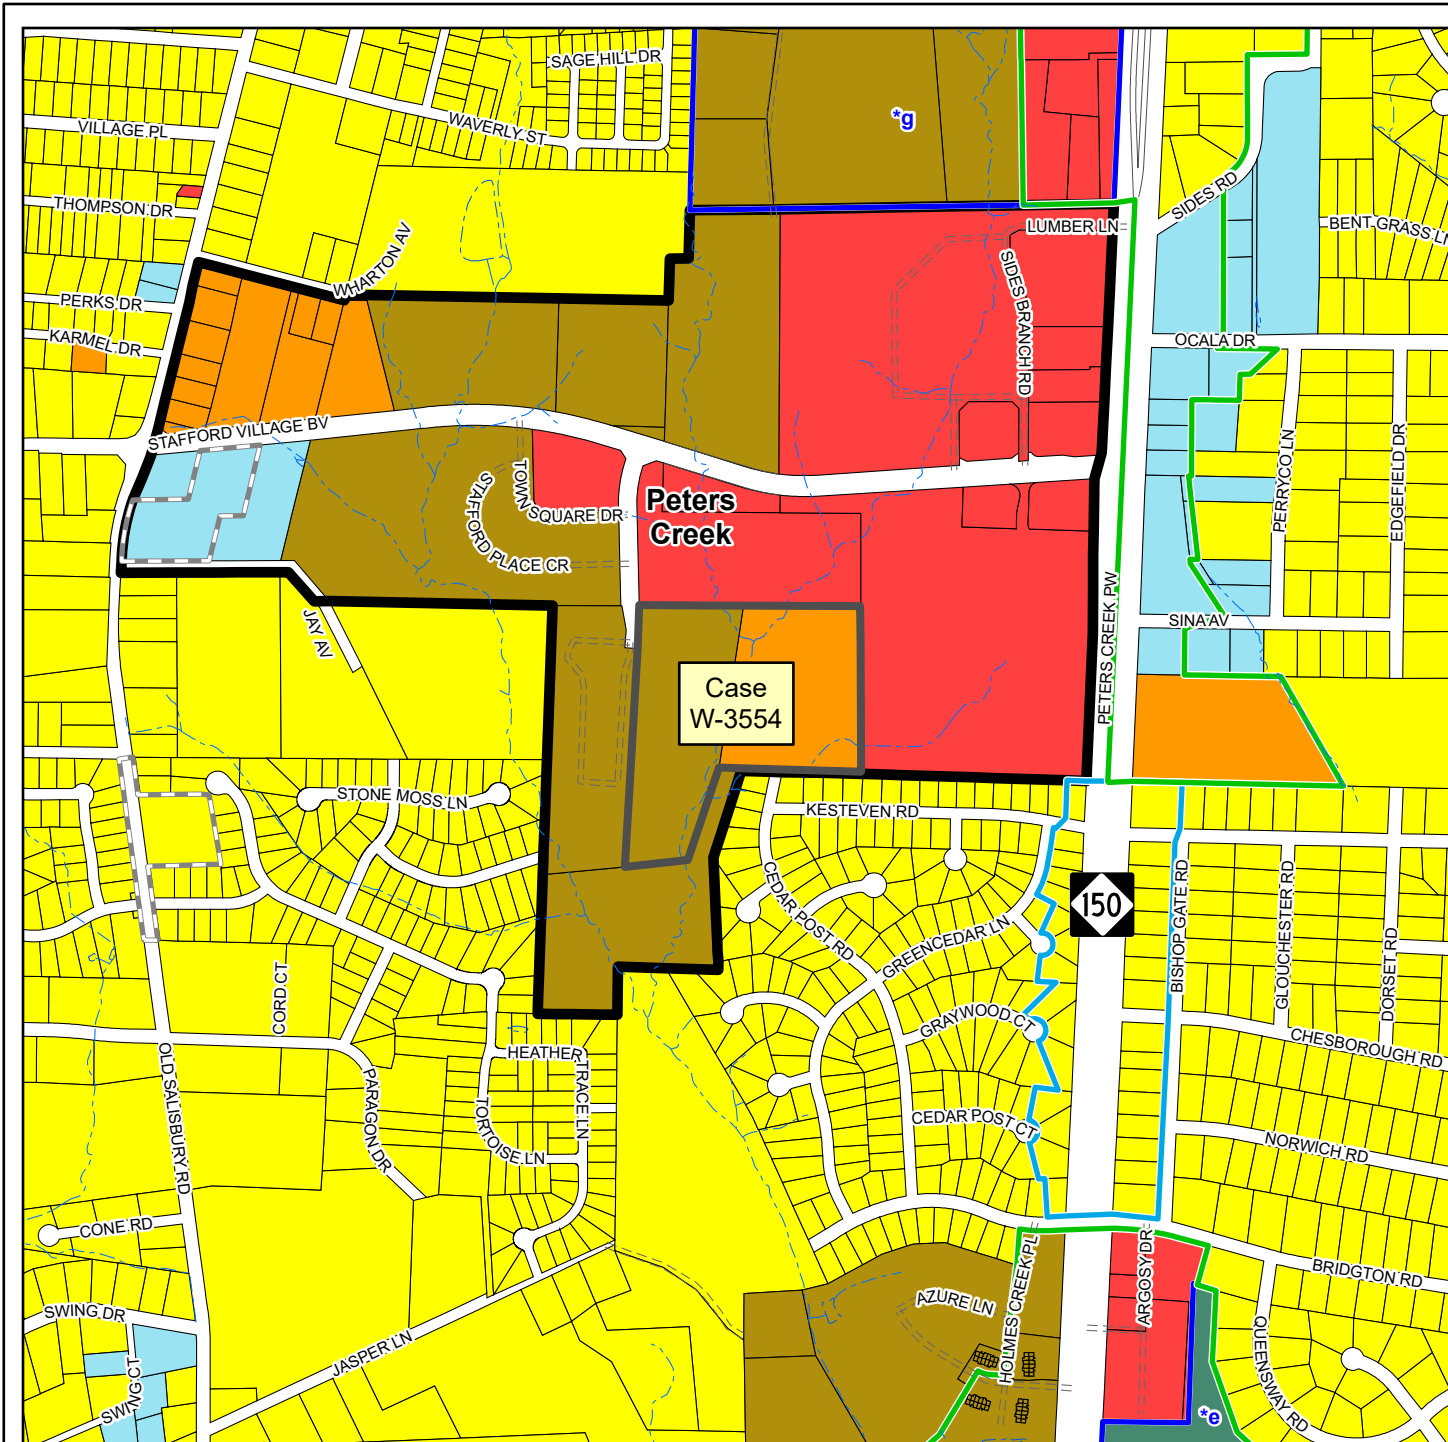 SAGE HILL DR
WAVERLY ST
VILLAGE PL
THOMPSON DR
WHARTON AV
PERKS DR
KARMEL DR
*g
LUMBER LN
SIDES RD
BENT GRASS LN
SIDES BRANCH RD
OCALA DR
STAFFORD VILLAGE BV
TOWN SQUARE DR
STAFFORD PLACE CR
Peters
Creek
PERRYCO LN
EDGEFIELD DR
JAY AV
PETERS CREEK PW
SINA AV
Case
W-3554
STONE MOSS LN
KESTEVEN RD
CEDAR POST RD
GREENCEDAR LN
150
BISHOP GATE RD
GLOUCHESTER RD
DORSET RD
CORD CT
GRAYWOOD CT
CHESBOROUGH RD
OLD SALISBURY RD
PARAGON DR
HEATHER
TRACE LN
TORTOISE LN
CEDAR POST CT
NORWICH RD
CONE RD
SWING DR
SWING CT
JASPER LN
AZURE LN
HOLMES CREEK PL
ARGOSY DR
BRIDGTON RD
QUEENSWAY RD
*e